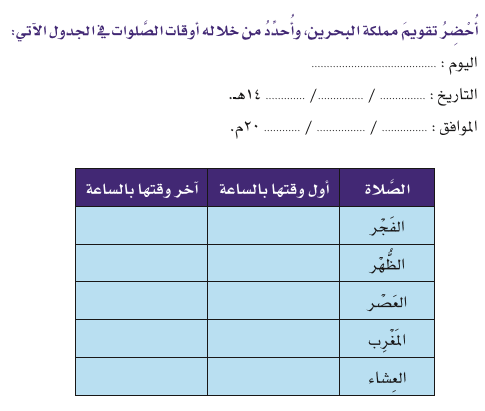 أُحْضِرُ تقويمَ مملكة البحرين، وأُحدِّدُ من خلاله أوقات الصَّلوات في الجدول الآتي:
اليوم : ........................................
التاريخ : ............... / ............... / ............. ١٤هـ.
الموافق : ............... / ................ / ............ ٢٠م.
الصَّلاة أول وقتها بالساعة آخر وقتها بالساعة
الفَجْر
الظُّهْر
العَصْر
المَغْرِب
العِشاء